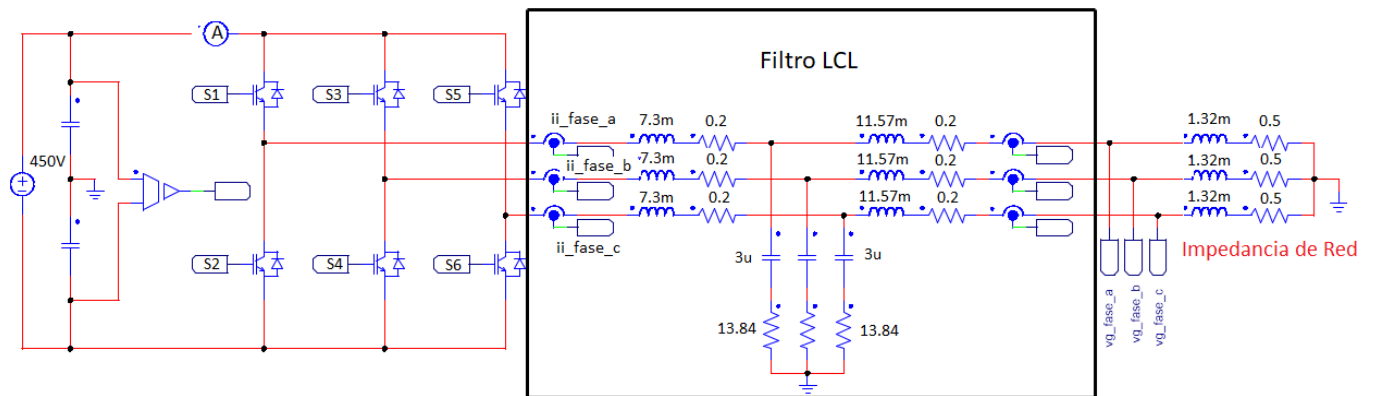 A
Filtro LCL
S1
S3
S5
ii_fase_a
7.3m
0.2
11.57m
0.2
1.32m
0.5
450V
ii_fase_b
7.3m
0.2
11.57m
0.2
1.32m
0.5
7.3m
0.2
11.57m
0.2
1.32m
0.5
ii_fase_c
S2
S4
S6
3u
3u
Impedancia de Red
13.84
13.84
vg_fase_a
vg_fase_b
vg_fase_c